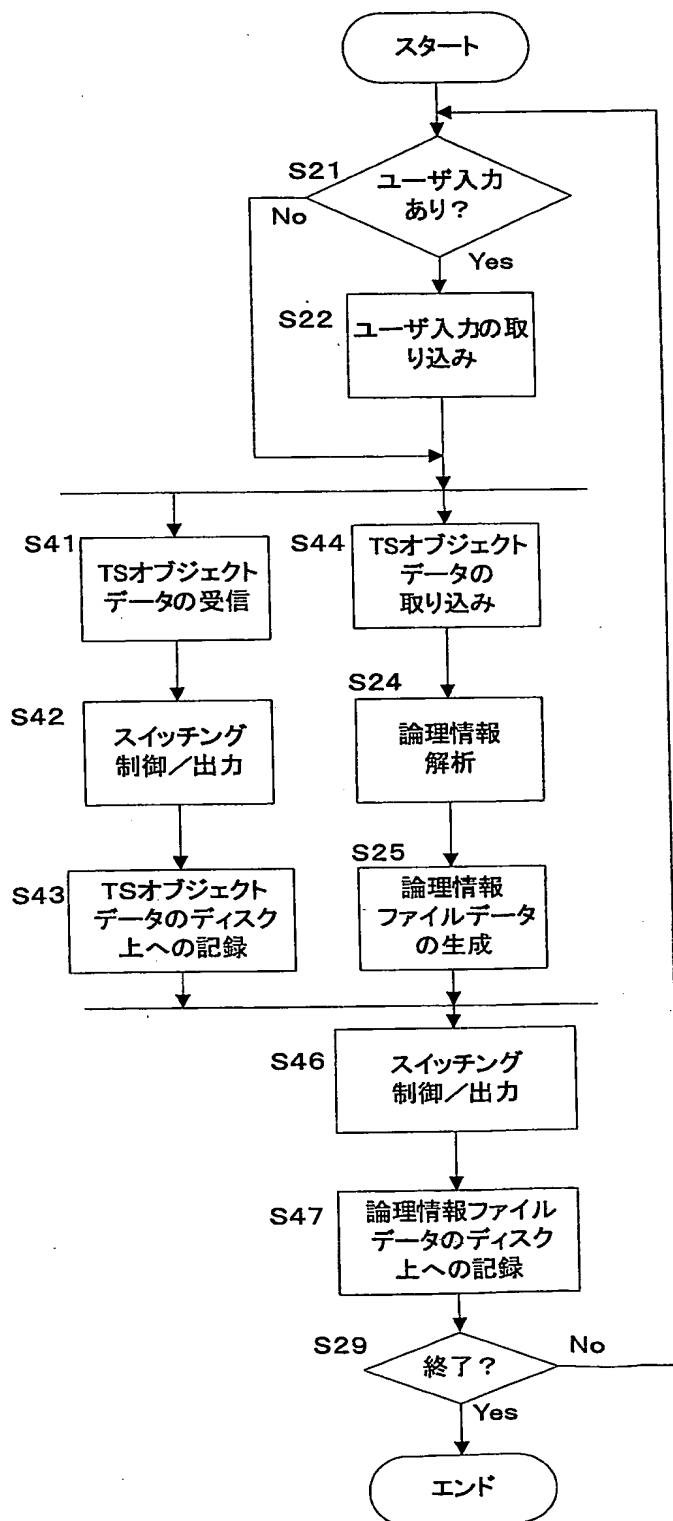 スタート
S21
ユーザ入力
あり?
No
Yes
S22
ユーザ入力の取
り込み
S41
TSオブジェクト
データの受信
S44
TSオブジェクト
データの
取り込み
S42
スイッチング
制御/出力
S24
論理情報
解析
S43
TSオブジェクト
データのディスク
上への記録
S25
論理情報
ファイルデータ
の生成
S46
スイッチング
制御/出力
S47
論理情報ファイル
データのディスク
上への記録
S29
終了?
No
Yes
エンド